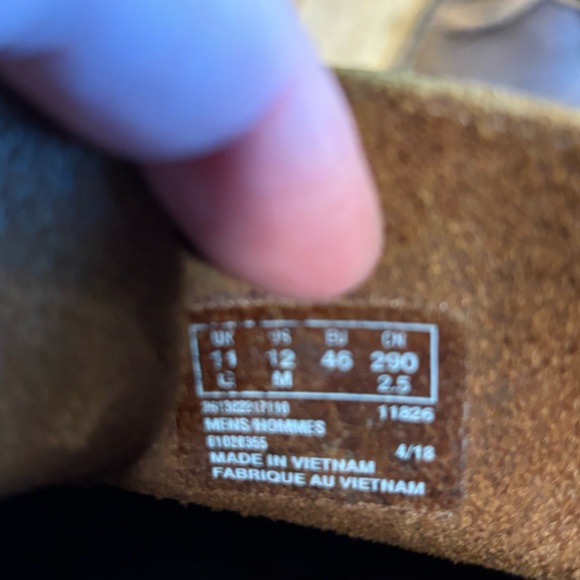 UK US EU CN
11 12 46 290
G M 2.5
11826
MENS/HOMMES
4/18
MADE IN VIETNAM
FABRIQUE AU VIETNAM